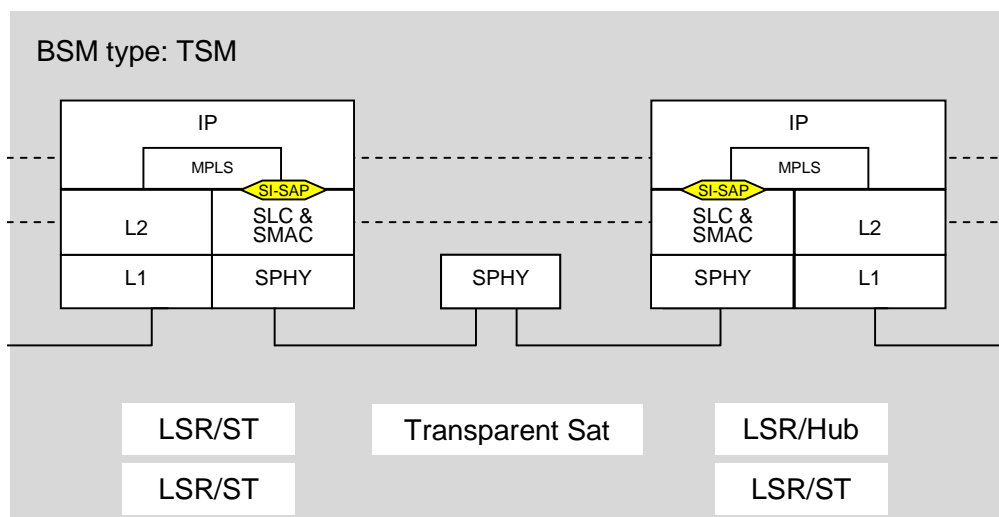 BSM type: TSM
IP
IP
MPLS
MPLS
SI-SAP
SI-SAP
L2
SLC &
SMAC
SLC &
SMAC
L2
L1
SPHY
SPHY
SPHY
L1
LSR/ST
Transparent Sat
LSR/Hub
LSR/ST
LSR/ST